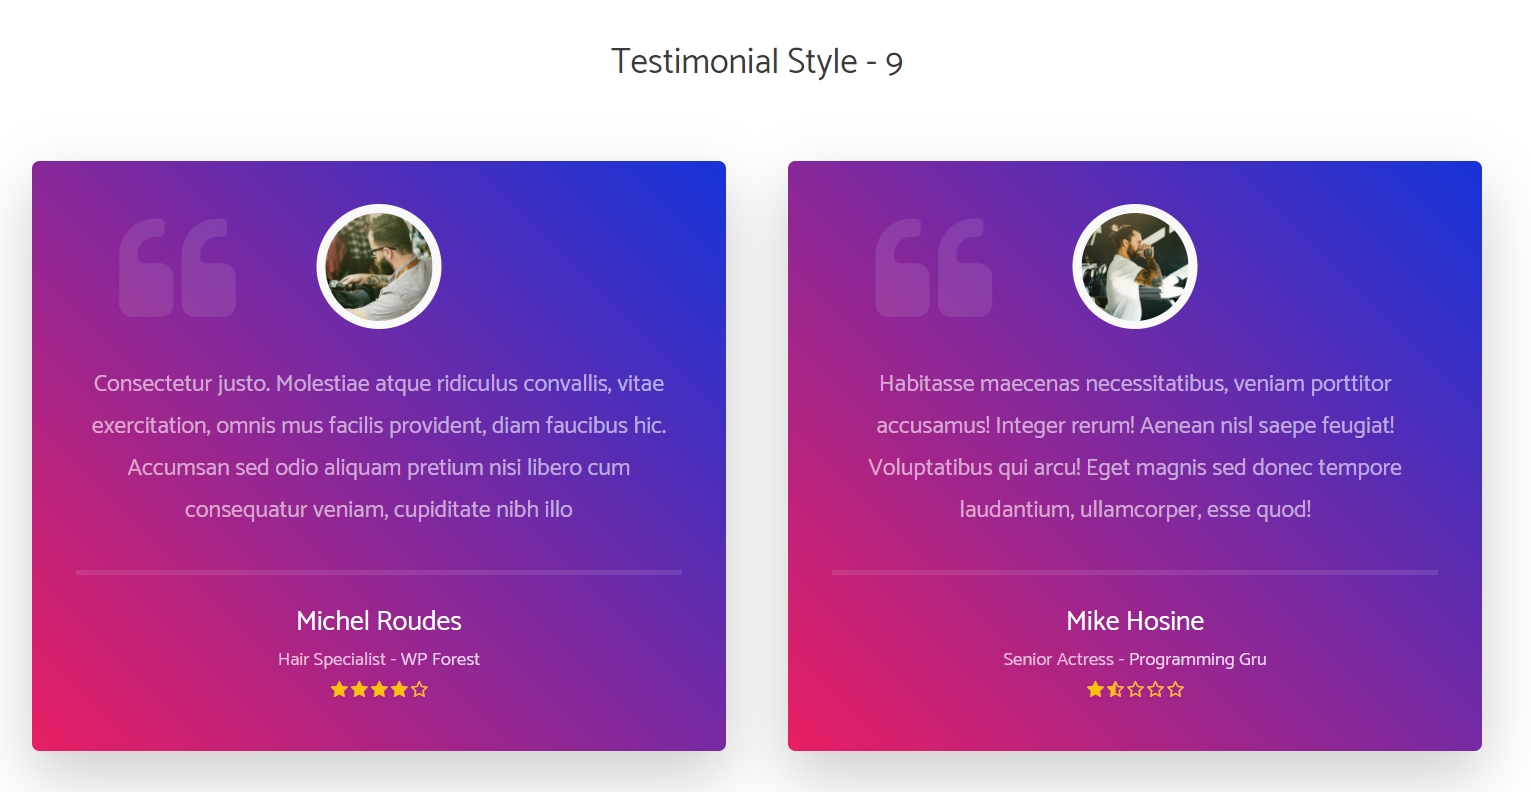 Testimonial Style - 9
Consectetur justo. Molestiae atque ridiculus convallis, vitae
exercitation, omnis mus facilis provident, diam faucibus hic.
Accumsan sed odio aliquam pretium nisi libero cum
consequatur veniam, cupiditate nibh illo
Michel Roudes
Hair Specialist - WP Forest
Habitasse maecenas necessitatibus, veniam porttitor
accusamus! Integer rerum! Aenean nisl saepe feugiat!
Voluptatibus qui arcu! Eget magnis sed donec tempore
laudantium, ullamcorper, esse quod!
Mike Hosine
Senior Actress - Programming Gru